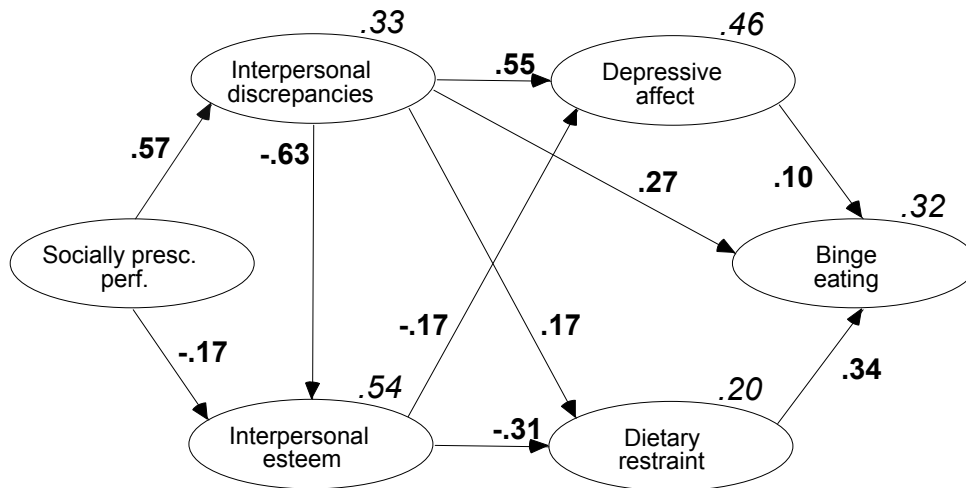 .33
.46
Interpersonal
discrepancies
.55
Depressive
affect
.57
-.63
.27
.10
.32
Socially presc.
perf.
Binge
eating
-.17
-.17
.17
.34
.54
.20
Interpersonal
esteem
-.31
Dietary
restraint